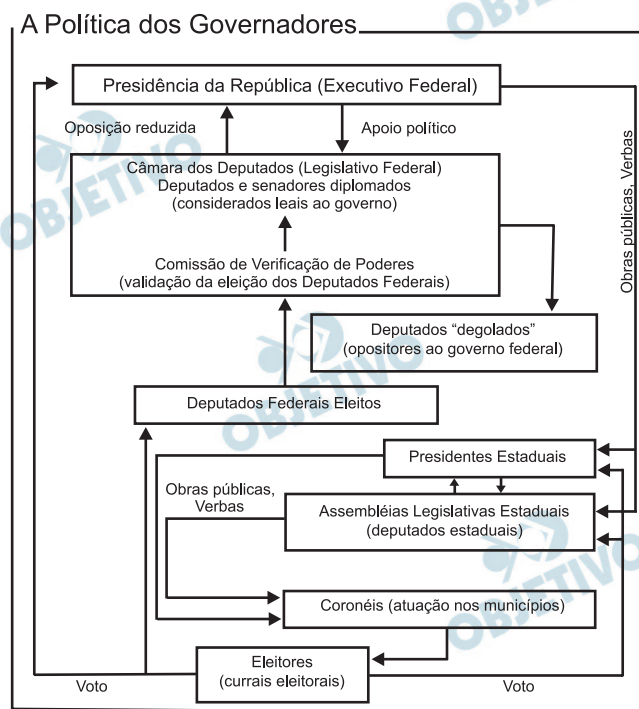 A Política dos Governadores
OBJETIVO
Presidência da República (Executivo Federal)
Oposição reduzida
Apoio político
Câmara dos Deputados (Legislativo Federal)
Deputados e senadores diplomados
(considerados leais ao governo)
Comissão de Verificação de Poderes
(validação da eleição dos Deputados Federais)
Obras públicas, Verbas
OBJETIVO
Deputados “degolados”
(opositores ao governo federal)
OBJETIVO
Deputados Federais Eleitos
Presidentes Estaduais
Obras públicas,
Verbas
Assembléias Legislativas Estaduais
(deputados estaduais)
OBJETIVO
Coronéis (atuação nos municípios)
Eleitores
(currais eleitorais)
Voto
Voto